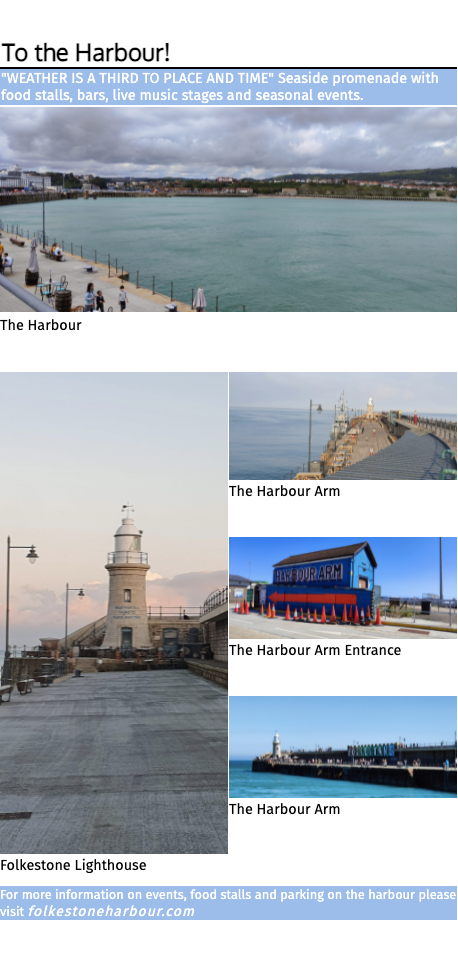 To the Harbour!
"WEATHER IS A THIRD TO PLACE AND TIME" Seaside promenade with
food stalls, bars, live music stages and seasonal events.
The Harbour
The Harbour Arm
HARBOUR ARM
The Harbour Arm Entrance
The Harbour Arm
Folkestone Lighthouse
For more information on events, food stalls and parking on the harbour please
visit folkestoneharbour.com